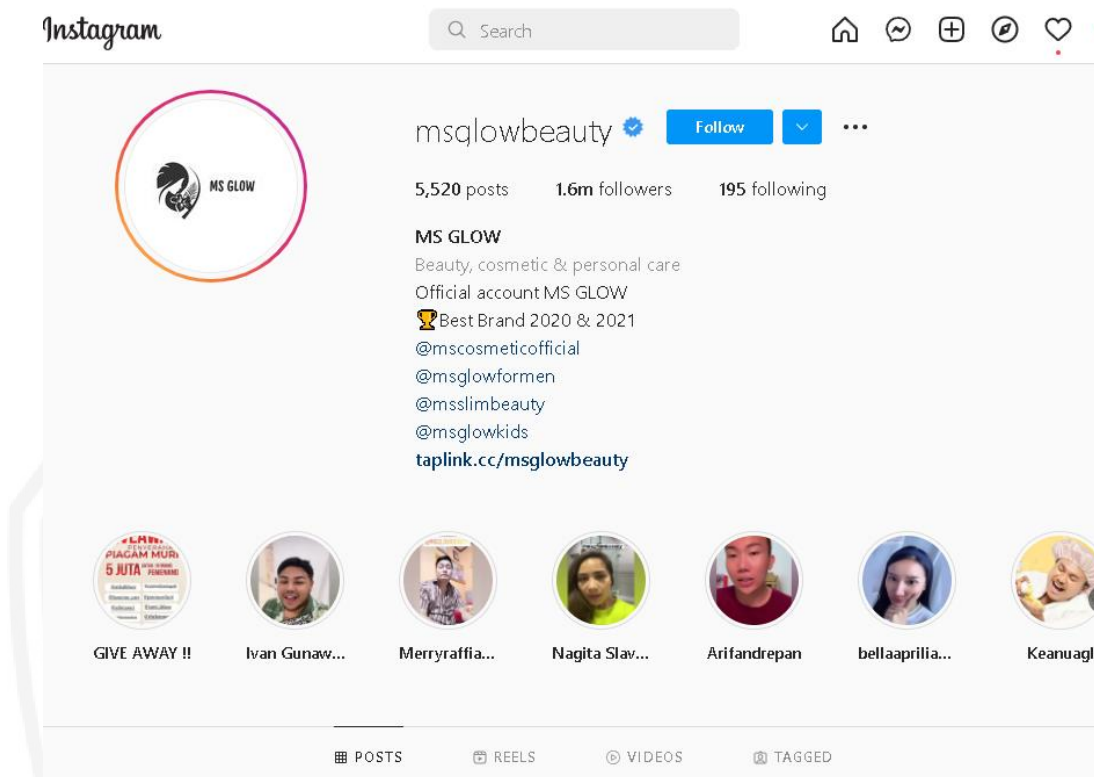 Instagram
Search
msglowbeauty
Follow
5,520 posts 1.6m followers 195 following
MS GLOW
MS GLOW
Beauty, cosmetic & personal care
Official account MS GLOW
🏆Best Brand 2020 & 2021
@mscosmeticofficial
@msglowformen
@msslimbeauty
@msglowkids
taplink.cc/msglowbeauty
PIAGAM MURI
5 JUTA
PEMENANG
GIVE AWAY !! Ivan Gunaw... Merryraffia... Nagita Slav... Arifandrepan bellaaprilia... Keanuagl
POSTS REELS VIDEOS TAGGED